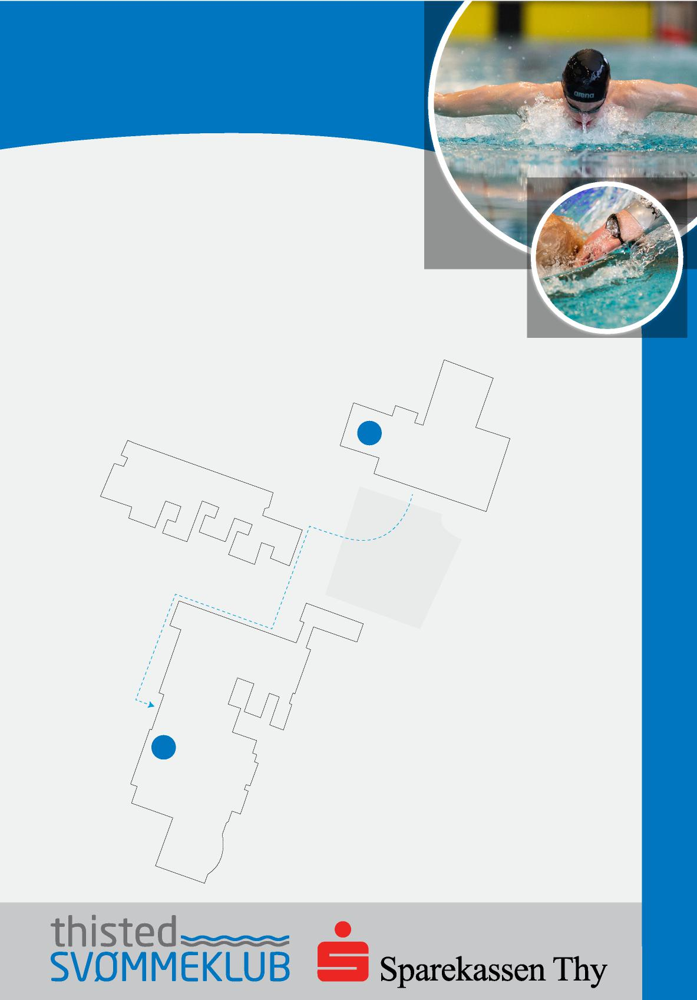 arena
thisted
SVØMMEKLUB
Sparekassen Thy